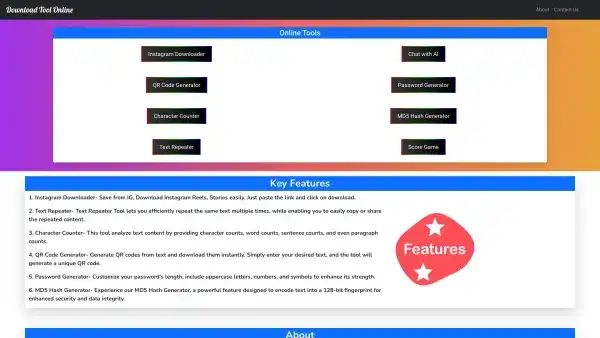 Download Tool Online
About Contact Us
Online Tools
Instagram Downloader
Chat with AI
QR Code Generator
Password Generator
Character Counter
MD5 Hash Generator
Text Repeater
Score Game
Key Features
1. Instagram Downloader- Save from IG, Download Instagram Reels, Stories easily. Just paste the link and click on download.
2. Text Repeater- Text Repeater Tool lets you efficiently repeat the same text multiple times, while enabling you to easily copy or share
the repeated content.
3. Character Counter- This tool analyze text content by providing character counts, word counts, sentence counts, and even paragraph
counts.
4. QR Code Generator- Generate QR codes from text and download them instantly. Simply enter your desired text, and the tool will
generate a unique QR code.
5. Password Generator- Customize your password's length, include uppercase letters, numbers, and symbols to enhance its strength.
6. MD5 Hash Generator- Experience our MD5 Hash Generator, a powerful feature designed to encode text into a 128-bit fingerprint for
enhanced security and data integrity.
Features
About